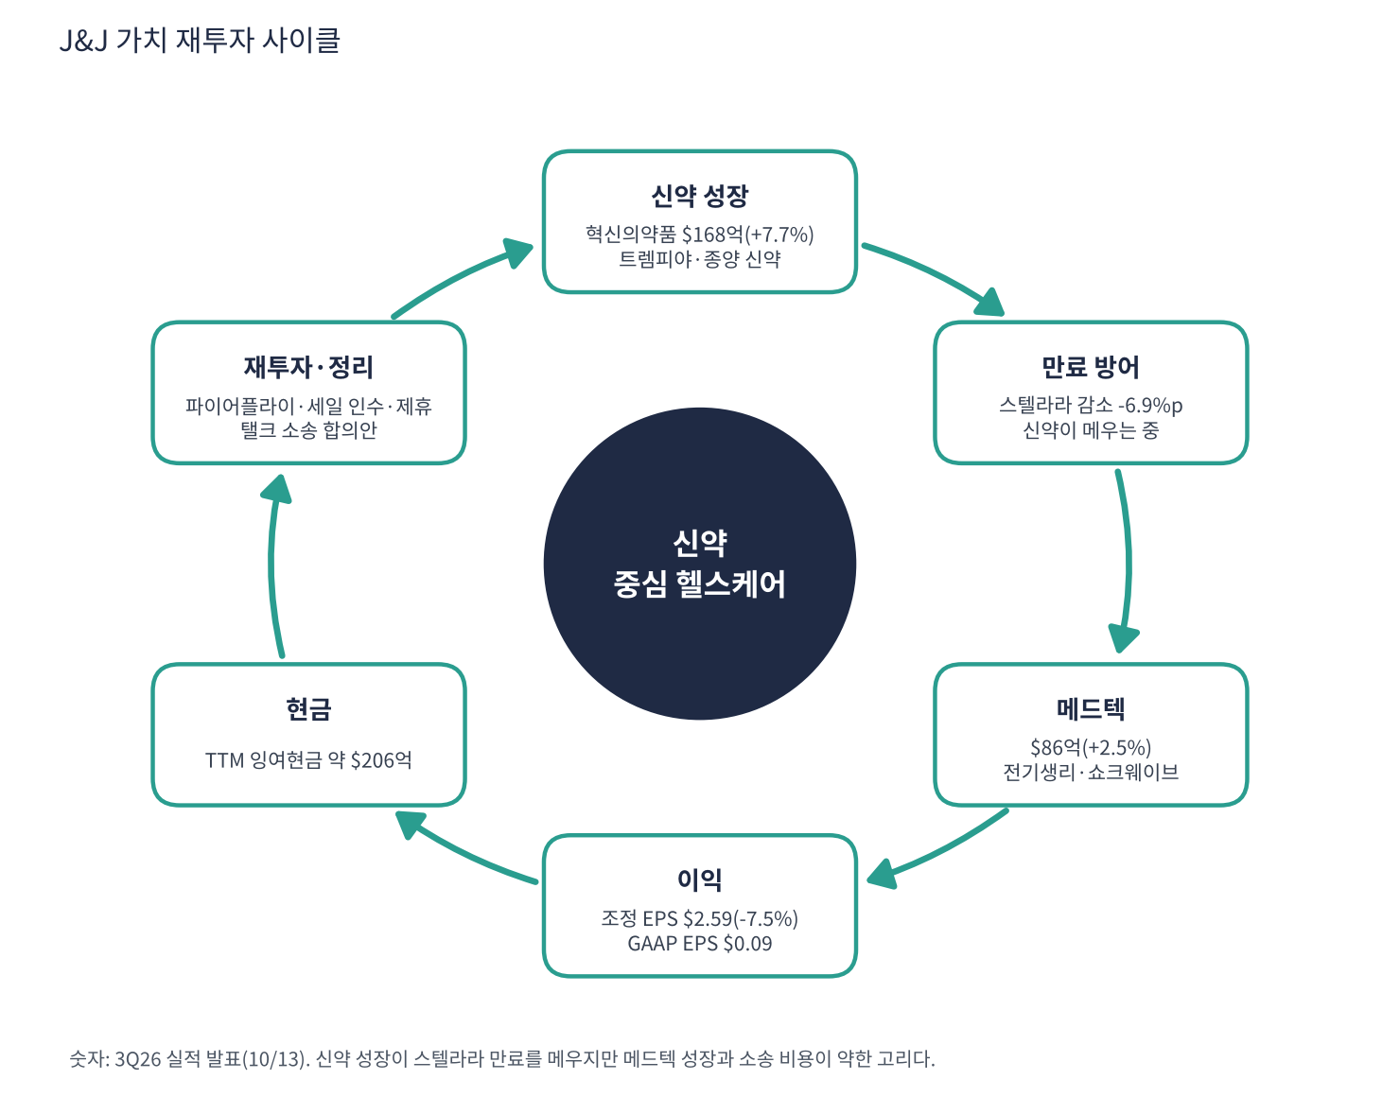 J&J 가치 재투자 사이클
신약 성장
혁신의약품 $168억(+7.7%)
트렘피야·종양 신약
만료 방어
스텔라라 감소 -6.9%p
신약이 메우는 중
메드텍
$86억(+2.5%)
전기생리·쇼크웨이브
이익
조정 EPS $2.59(-7.5%)
GAAP EPS $0.09
현금
TTM 잉여현금 약 $206억
재투자·정리
파이어플라이·세일 인수·제휴
탤크 소송 합의안
신약
중심 헬스케어
숫자: 3Q26 실적 발표(10/13). 신약 성장이 스텔라라 만료를 메우지만 메드텍 성장과 소송 비용이 약한 고리다.